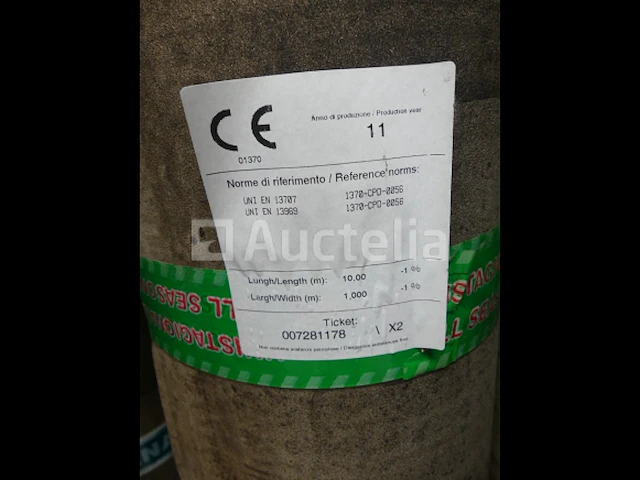 CE
01370
Anno di produzione / Production year
11
Norme di riferimento / Reference norms:
UNI EN 13707 1370-CPD-0056
UNI EN 13969 1370-CPD-0056
Auctelia
Lungh/Length (m): 10,00 -1 %
Largh/Width (m): 1,000 -1 %
Ticket:
007281178 \ X2